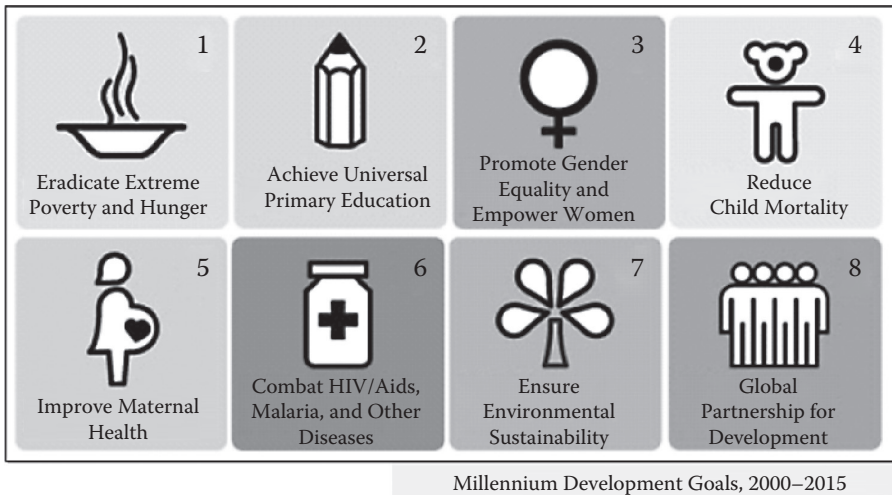 1
Eradicate Extreme
Poverty and Hunger
2
Achieve Universal
Primary Education
3
Promote Gender
Equality and
Empower Women
4
Reduce
Child Mortality
5
Improve Maternal
Health
6
Combat HIV/Aids,
Malaria, and Other
Diseases
7
Ensure
Environmental
Sustainability
8
Global
Partnership for
Development
Millennium Development Goals, 2000–2015